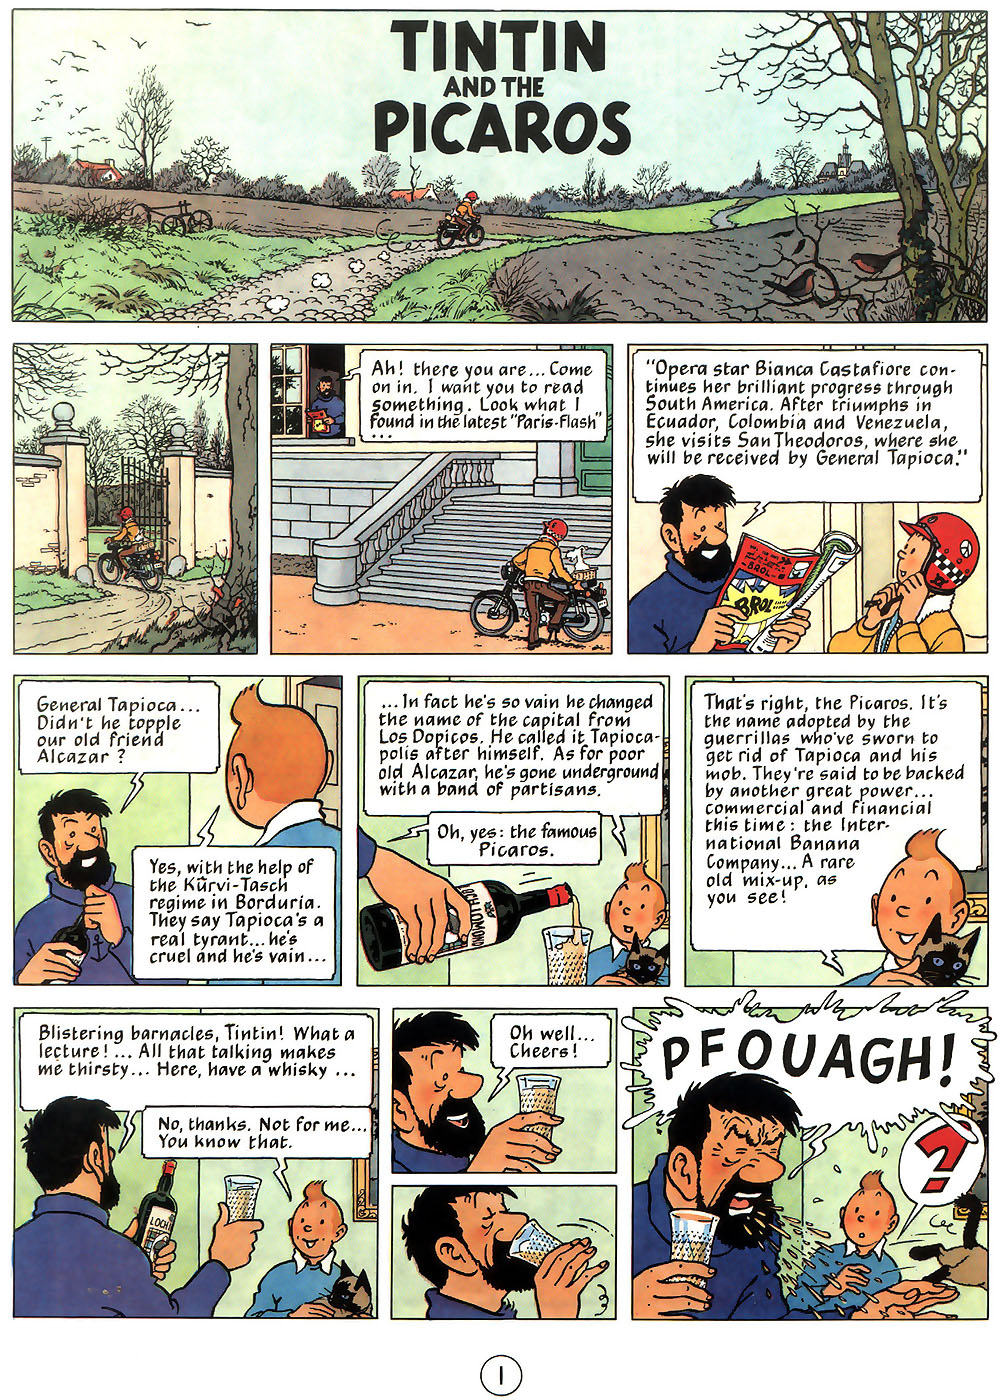 TINTIN
AND THE
PICAROS
Ah! there you are... Come
on in. I want you to read
something. Look what I
found in the latest "Paris-Flash"
...
"Opera star Bianca Castafiore con-
tinues her brilliant progress through
South America. After triumphs in
Ecuador, Colombia and Venezuela,
she visits San Theodoros, where she
will be received by General Tapioca."
BROL
BROL
General Tapioca...
Didn't he topple
our old friend
Alcazar ?
Yes, with the help of
the Kûrvi-Tasch
regime in Borduria.
They say Tapioca's a
real tyrant... he's
cruel and he's vain...
...In fact he's so vain he changed
the name of the capital from
Los Dopicos. He called it Tapioca-
polis after himself. As for poor
old Alcazar, he's gone underground
with a band of partisans.
Oh, yes: the famous
Picaros.
That's right, the Picaros. It's
the name adopted by the
guerrillas who've sworn to
get rid of Tapioca and his
mob. They're said to be backed
by another great power...
commercial and financial
this time: the Inter-
national Banana
Company... A rare
old mix-up, as
you see!
Blistering barnacles, Tintin! What a
lecture!... All that talking makes
me thirsty... Here, have a whisky ...
No, thanks. Not for me...
You know that.
LOCH
Oh well...
Cheers!
PFOUAGH!
?
1